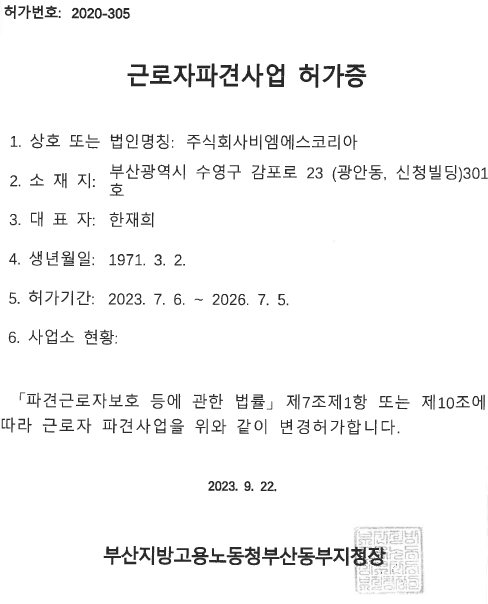 허가번호: 2020-305
근로자파견사업 허가증
1. 상호 또는 법인명칭: 주식회사비엠에스코리아
2. 소 재 지: 부산광역시 수영구 감포로 23 (광안동, 신청빌딩)301
호
3. 대 표 자: 한재희
4. 생년월일: 1971. 3. 2.
5. 허가기간: 2023. 7. 6. ~ 2026. 7. 5.
6. 사업소 현황:
「파견근로자보호 등에 관한 법률」제7조제1항 또는 제10조에
따라 근로자 파견사업을 위와 같이 변경허가합니다.
2023. 9. 22.
부산지방고용노동청부산동부지청장